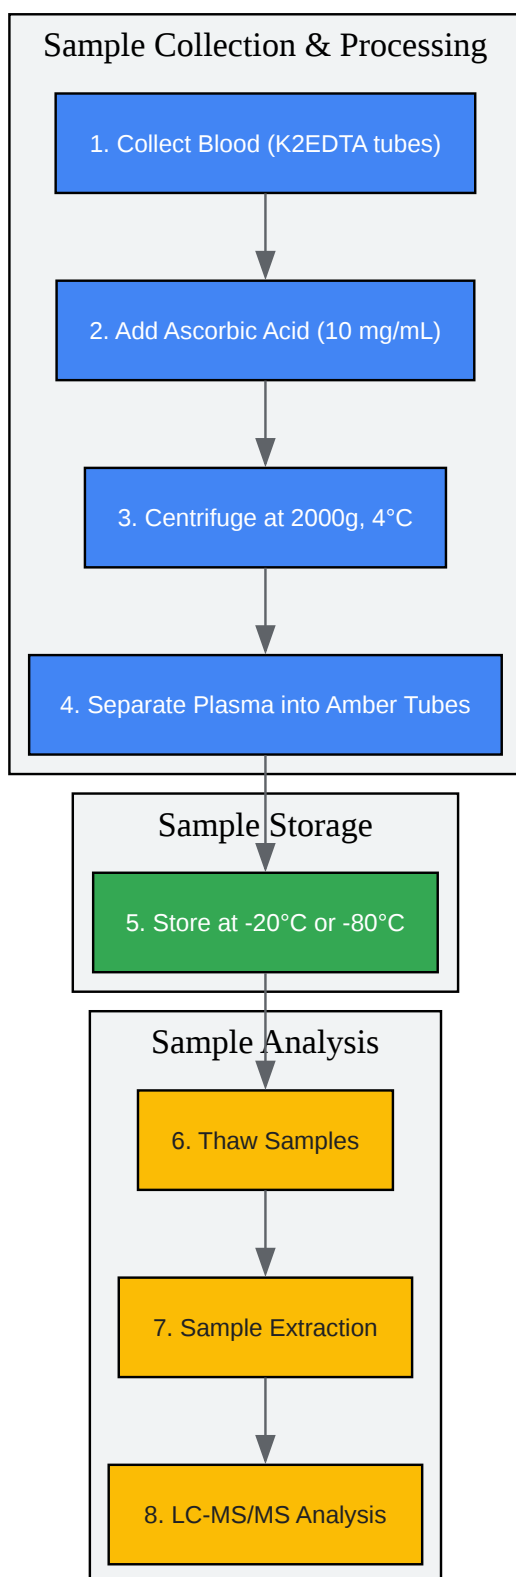 Sample Collection & Processing
1. Collect Blood (K2EDTA tubes)
2. Add Ascorbic Acid (10 mg/mL)
3. Centrifuge at 2000g, 4°C
4. Separate Plasma into Amber Tubes
Sample Storage
5. Store at -20°C or -80°C
Sample Analysis
6. Thaw Samples
7. Sample Extraction
8. LC-MS/MS Analysis